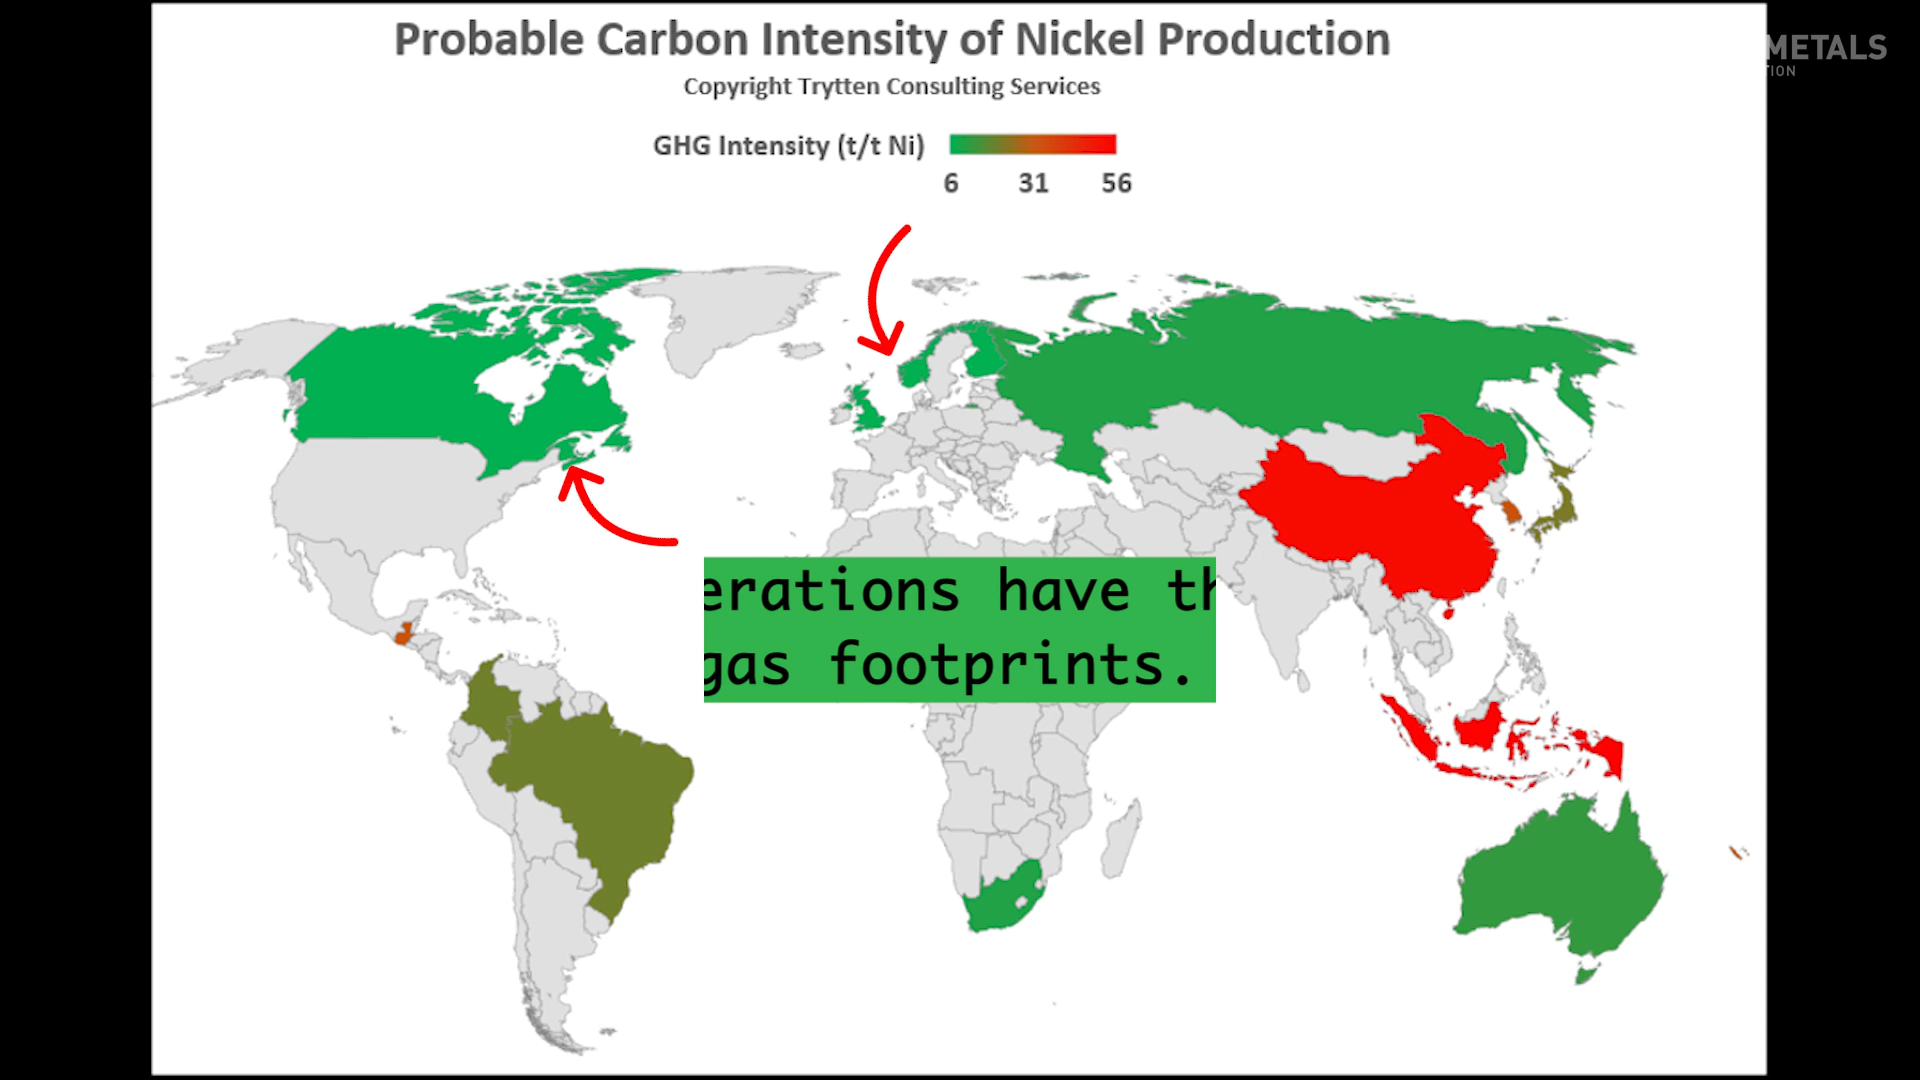 Probable Carbon Intensity of Nickel Production
METALS
TION
Copyright Trytten Consulting Services
GHG Intensity (t/t Ni)
6 31 56
erations have th
gas footprints.